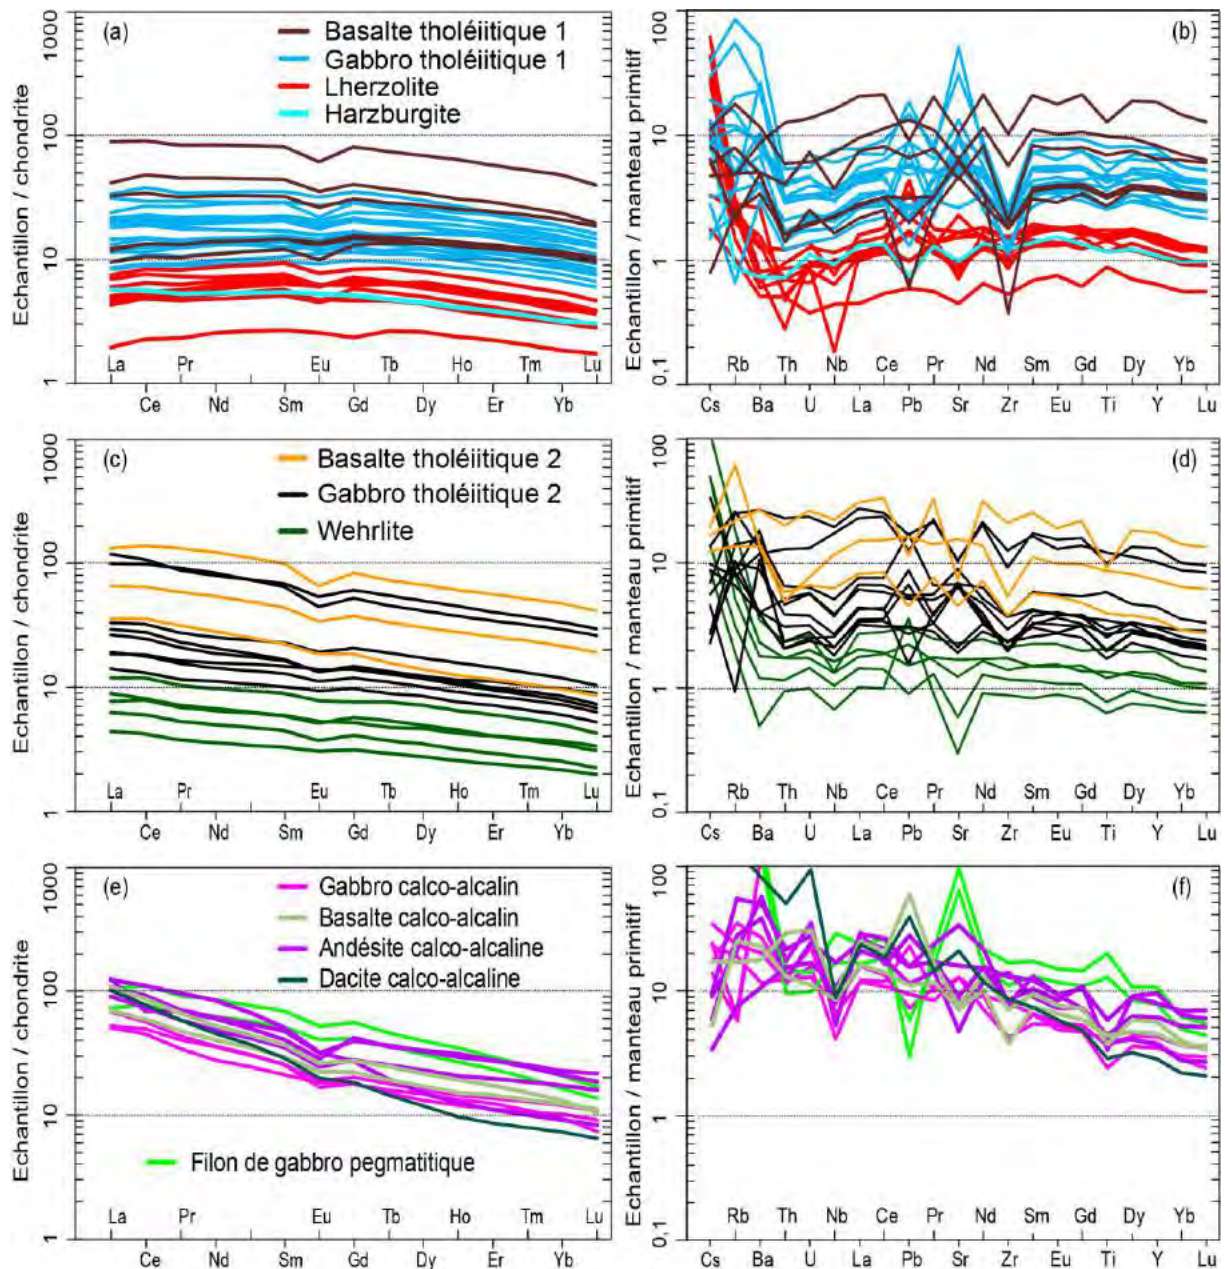 (a)
Basalte tholéiitique 1
Gabbro tholéiitique 1
Lherzolite
Harzburgite
Echantillon / chondrite
1000
100
10
1
La Pr Eu Tb Ho Tm Lu
Ce Nd Sm Gd Dy Er Yb
(b)
Echantillon / manteau primitif
100
10
1
0,1
Rb Th Nb Ce Pr Nd Sm Gd Dy Yb
Cs Ba U La Pb Sr Zr Eu Ti Y Lu
(c)
Basalte tholéiitique 2
Gabbro tholéiitique 2
Wehrlite
Echantillon / chondrite
1000
100
10
1
La Pr Eu Tb Ho Tm Lu
Ce Nd Sm Gd Dy Er Yb
(d)
Echantillon / manteau primitif
100
10
1
0,1
Rb Pr
Cs Ba Th U Nb La Ce Pb Sr Nd Zr Sm Eu Gd Ti Dy Y Yb Lu
(e)
Gabbro calco-alcalin
Basalte calco-alcalin
Andésite calco-alcaline
Dacite calco-alcaline
Filon de gabbro pegmatitique
Echantillon / chondrite
1000
100
10
1
La Pr Eu Tb Ho Tm Lu
Ce Nd Sm Gd Dy Er Yb
(f)
Echantillon / manteau primitif
100
10
1
0,1
Rb Th Nb Ce Pr Nd Sm Gd Dy Yb
Cs Ba U La Pb Sr Zr Eu Ti Y Lu